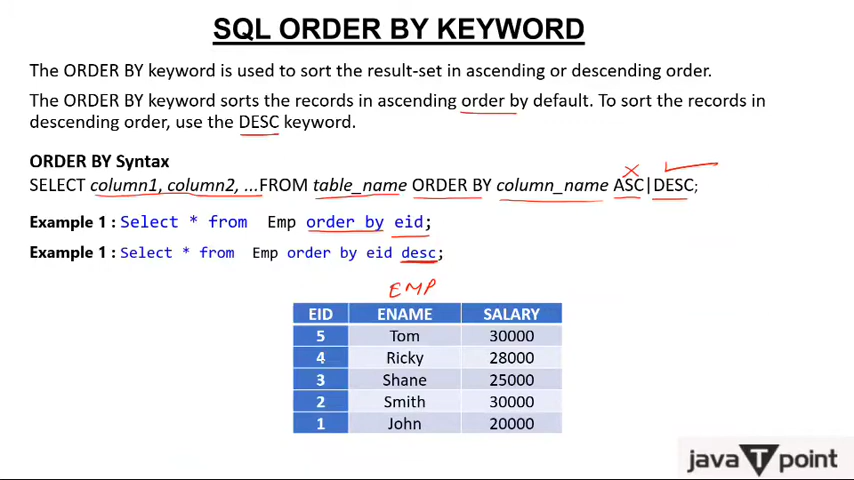 SQL ORDER BY KEYWORD
The ORDER BY keyword is used to sort the result-set in ascending or descending order.
The ORDER BY keyword sorts the records in ascending order by default. To sort the records in
descending order, use the DESC keyword.
ORDER BY Syntax
SELECT column1, column2, ...FROM table_name ORDER BY column_name ASC|DESC;
Example 1 : Select * from Emp order by eid;
Example 1 : Select * from Emp order by eid desc;
EMP
EID ENAME SALARY
5 Tom 30000
4 Ricky 28000
3 Shane 25000
2 Smith 30000
1 John 20000
java T point